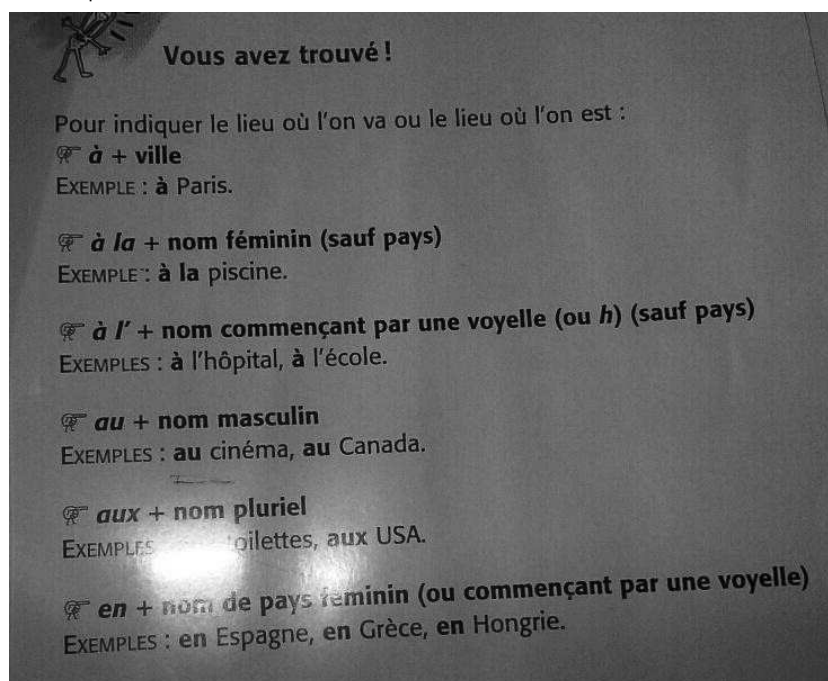 Vous avez trouvé !
Pour indiquer le lieu où l'on va ou le lieu où l'on est :
à + ville
EXEMPLE : à Paris.
à la + nom féminin (sauf pays)
EXEMPLE : à la piscine.
à l' + nom commençant par une voyelle (ou h) (sauf pays)
EXEMPLES : à l'hôpital, à l'école.
au + nom masculin
EXEMPLES : au cinéma, au Canada.
aux + nom pluriel
EXEMPLES toilettes, aux USA.
en + nom de pays féminin (ou commençant par une voyelle)
EXEMPLES : en Espagne, en Grèce, en Hongrie.